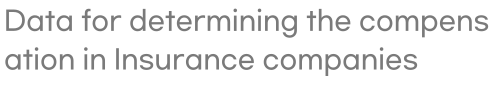 Data for determining the compens
ation in Insurance companies